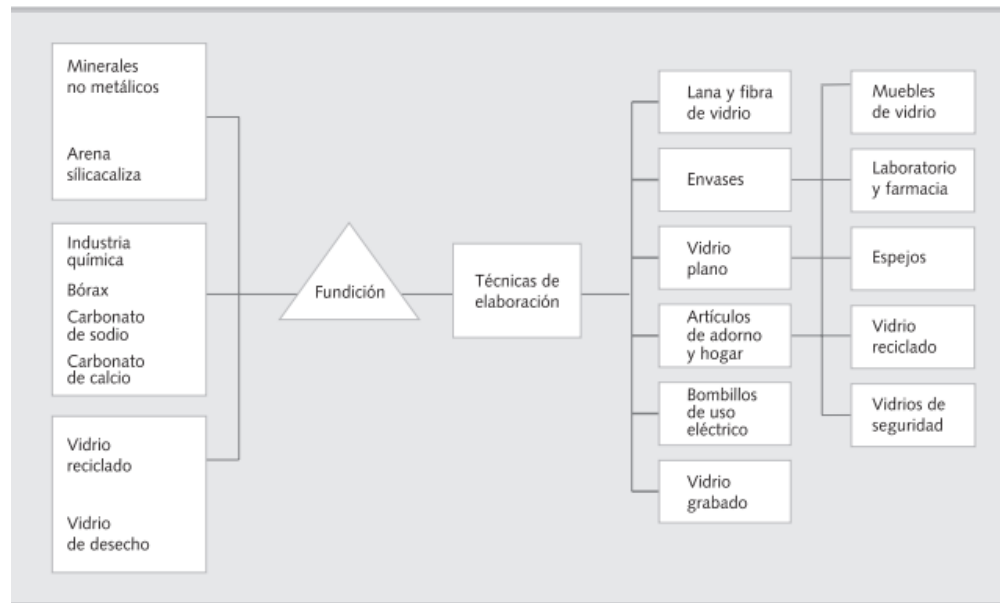 Minerales
no metálicos
Arena
sílicacaliza
Industria
química
Bórax
Carbonato
de sodio
Carbonato
de calcio
Vidrio
reciclado
Vidrio
de desecho
Fundición
Técnicas de
elaboración
Lana y fibra
de vidrio
Envases
Vidrio
plano
Artículos
de adorno
y hogar
Bombillos
de uso
eléctrico
Vidrio
grabado
Muebles
de vidrio
Laboratorio
y farmacia
Espejos
Vidrio
reciclado
Vidrios de
seguridad